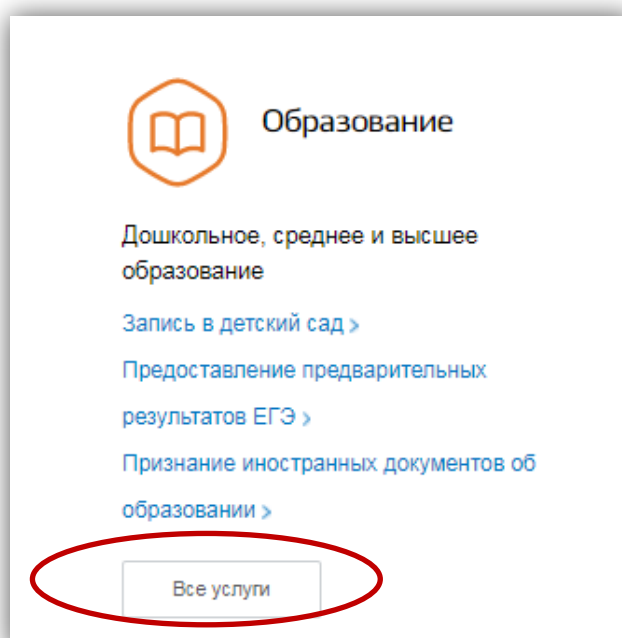 Образование
Дошкольное, среднее и высшее
образование
Запись в детский сад >
Предоставление предварительных
результатов ЕГЭ >
Признание иностранных документов об
образовании >
Все услуги